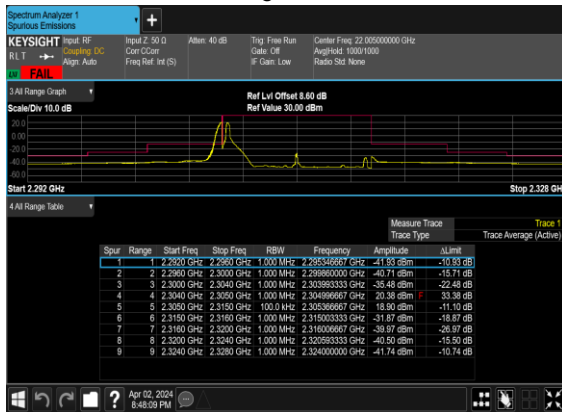 Spectrum Analyzer 1
Spurious Emissions
+
KEYSIGHT Input: RF Input Z: 50 Ω Atten: 40 dB Trig: Free Run Center Freq: 22.005000000 GHz
RLT Coupling: DC Corr CCorr Gate: Off Avg|Hold: 1000/1000
Align: Auto Freq Ref: Int (S) IF Gain: Low Radio Std: None
FAIL
3 All Range Graph Ref Lvl Offset 8.60 dB
Scale/Div 10.0 dB Ref Value 30.00 dBm
20.0
0.00
-20.0
-40.0
-60.0
Start 2.292 GHz Stop 2.328 GH
4 All Range Table
Measure Trace Trace 1
Trace Type Trace Average (Active)
Spur Range Start Freq Stop Freq RBW Frequency Amplitude ΔLimit
1 1 2.2920 GHz 2.2960 GHz 1.000 MHz 2.295346667 GHz -41.93 dBm -10.93 dB
2 2 2.2960 GHz 2.3000 GHz 1.000 MHz 2.299860000 GHz -40.71 dBm -15.71 dB
3 3 2.3000 GHz 2.3040 GHz 1.000 MHz 2.303993333 GHz -35.48 dBm -22.48 dB
4 4 2.3040 GHz 2.3050 GHz 1.000 MHz 2.304996667 GHz 20.38 dBm F 33.38 dB
5 5 2.3050 GHz 2.3150 GHz 100.0 kHz 2.305366667 GHz 18.90 dBm -11.10 dB
6 6 2.3150 GHz 2.3160 GHz 1.000 MHz 2.315003333 GHz -31.87 dBm -18.87 dB
7 7 2.3160 GHz 2.3200 GHz 1.000 MHz 2.316006667 GHz -39.97 dBm -26.97 dB
8 8 2.3200 GHz 2.3240 GHz 1.000 MHz 2.320593333 GHz -40.50 dBm -15.50 dB
9 9 2.3240 GHz 2.3280 GHz 1.000 MHz 2.324000000 GHz -41.74 dBm -10.74 dB
? Apr 02, 2024
8:48:09 PM